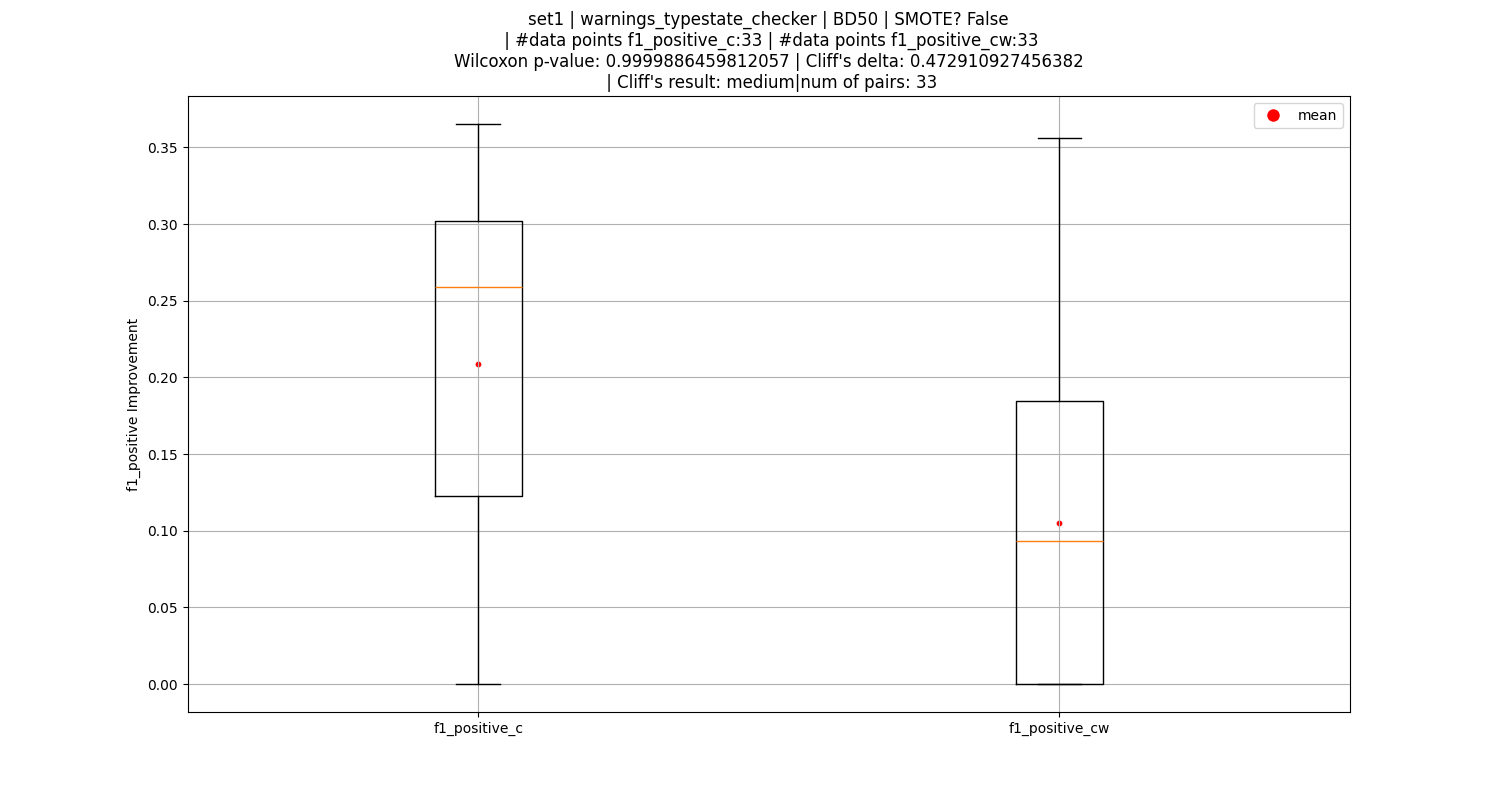 set1 | warnings_typestate_checker | BD50 | SMOTE? False
| #data points f1_positive_c:33 | #data points f1_positive_cw:33
Wilcoxon p-value: 0.9999886459812057 | Cliff's delta: 0.472910927456382
| Cliff's result: medium|num of pairs: 33
mean
0.35
0.30
0.25
0.20
0.15
0.10
0.05
0.00
f1_positive Improvement
f1_positive_c
f1_positive_cw